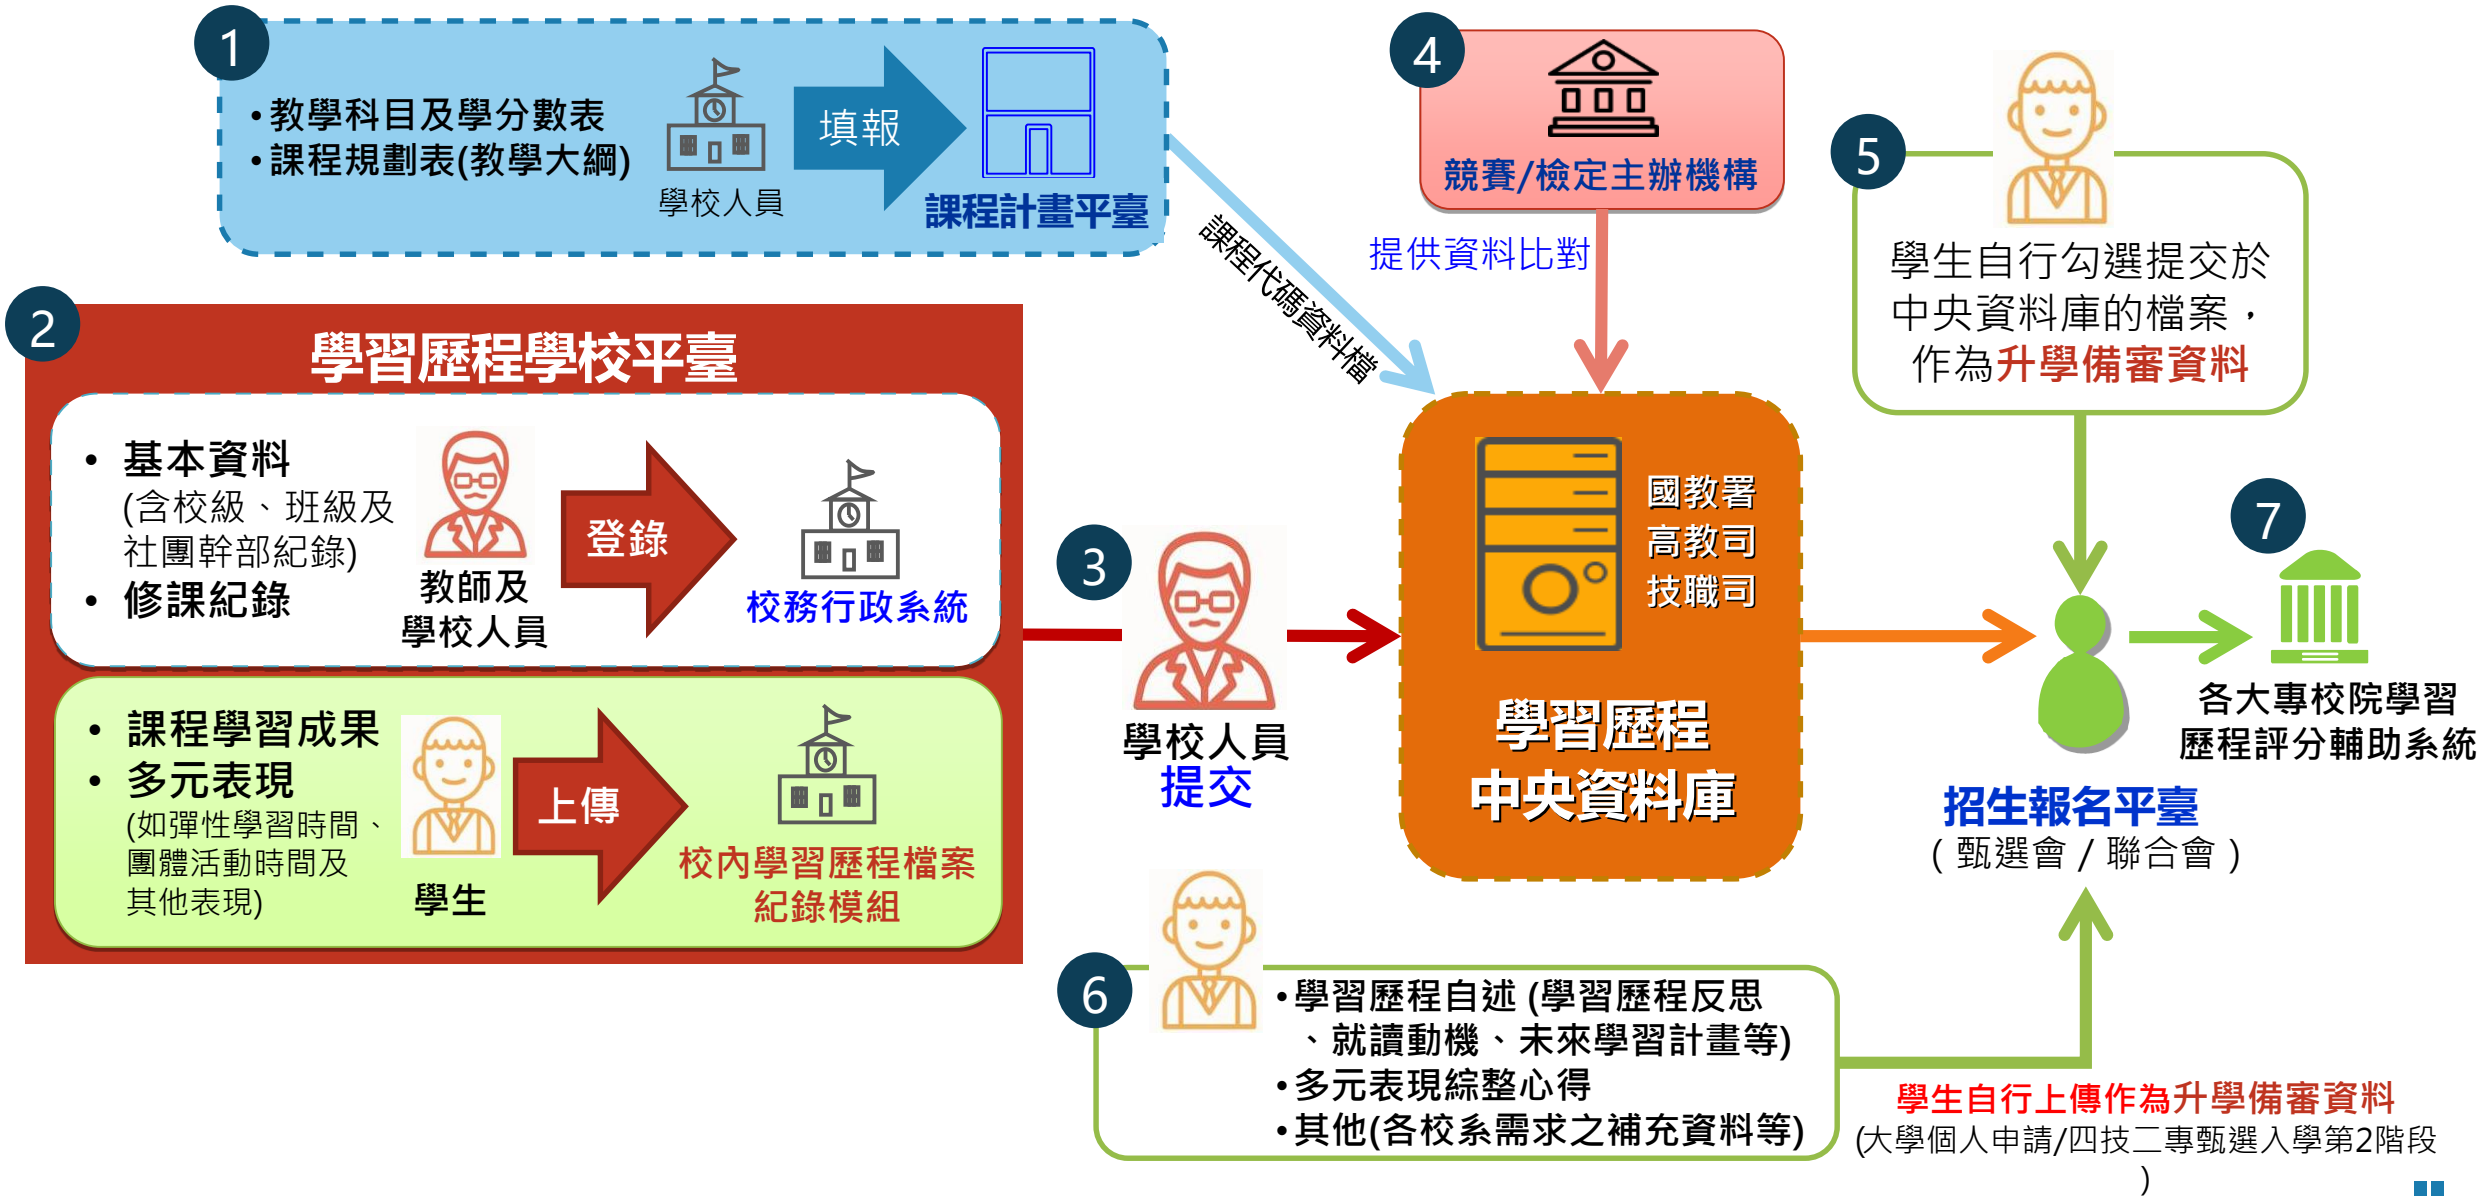 1
•教學科目及學分數表
•課程規劃表(教學大綱)
學校人員
填報
課程計畫平臺
課程代碼資料檔
2
學習歷程學校平臺
• 基本資料
(含校級、班級及
社團幹部紀錄)
• 修課紀錄
教師及
學校人員
登錄
校務行政系統
• 課程學習成果
• 多元表現
(如彈性學習時間、
團體活動時間及
其他表現)
學生
上傳
校內學習歷程檔案
紀錄模組
3
學校人員
提交
4
競賽/檢定主辦機構
提供資料比對
國教署
高教司
技職司
學習歷程
中央資料庫
5
學生自行勾選提交於
中央資料庫的檔案，
作為升學備審資料
招生報名平臺
( 甄選會 / 聯合會 )
6
•學習歷程自述 (學習歷程反思
、就讀動機、未來學習計畫等)
•多元表現綜整心得
•其他(各校系需求之補充資料等)
學生自行上傳作為升學備審資料
(大學個人申請/四技二專甄選入學第2階段
)
7
各大專校院學習
歷程評分輔助系統